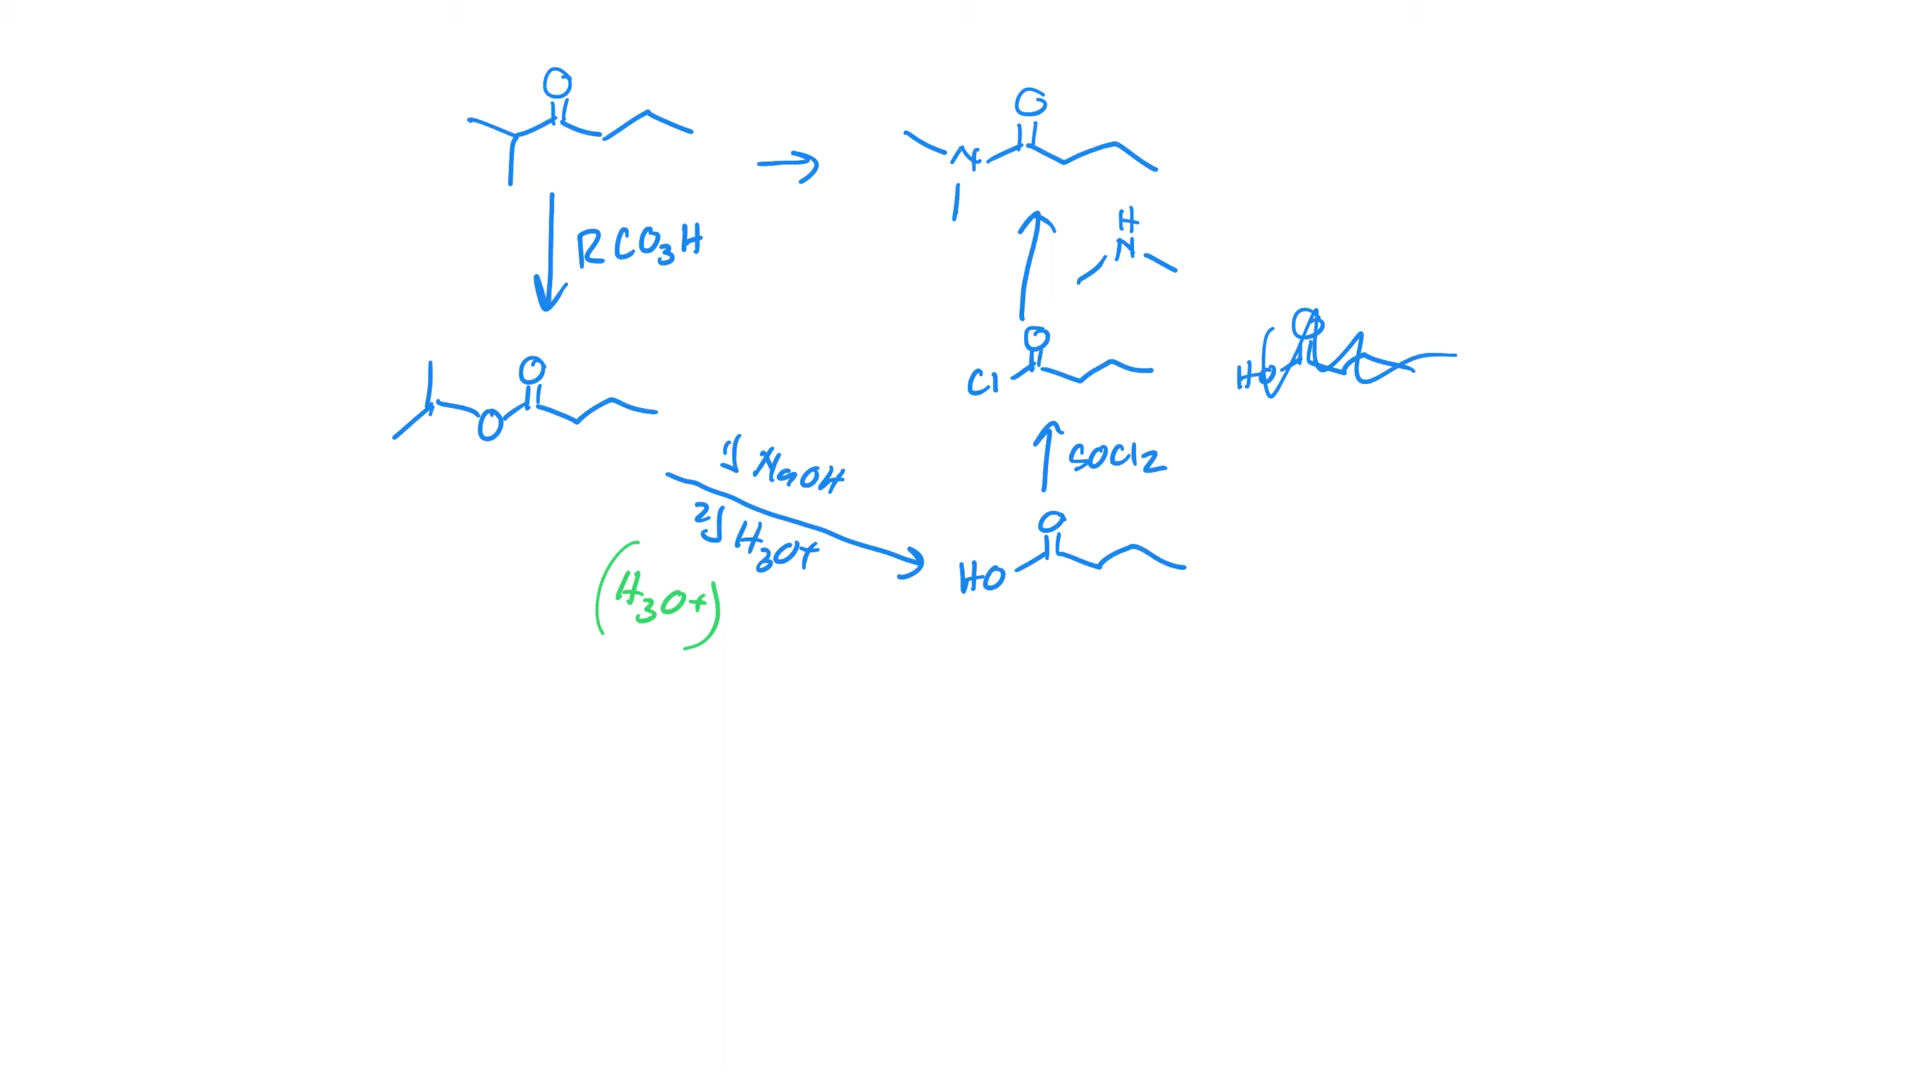 O
O
N
RCO3H
H
N
O
Cl
O
O
1) NaOH
SOCl2
2) H3O+
O
HO
(H3O+)